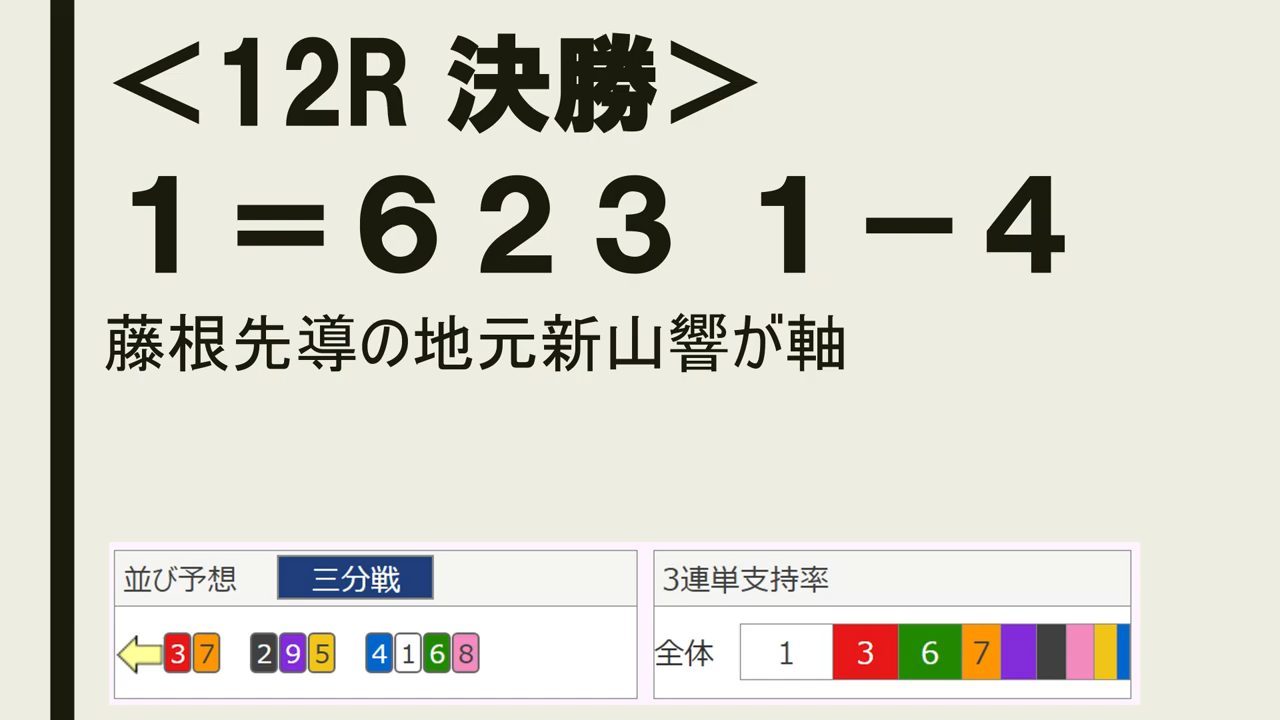 ＜12R 決勝＞
１＝６２３ １－４
藤根先導の地元新山響が軸
並び予想 三分戦
3 7 2 9 5 4 1 6 8
3連単支持率
全体 1 3 6 7